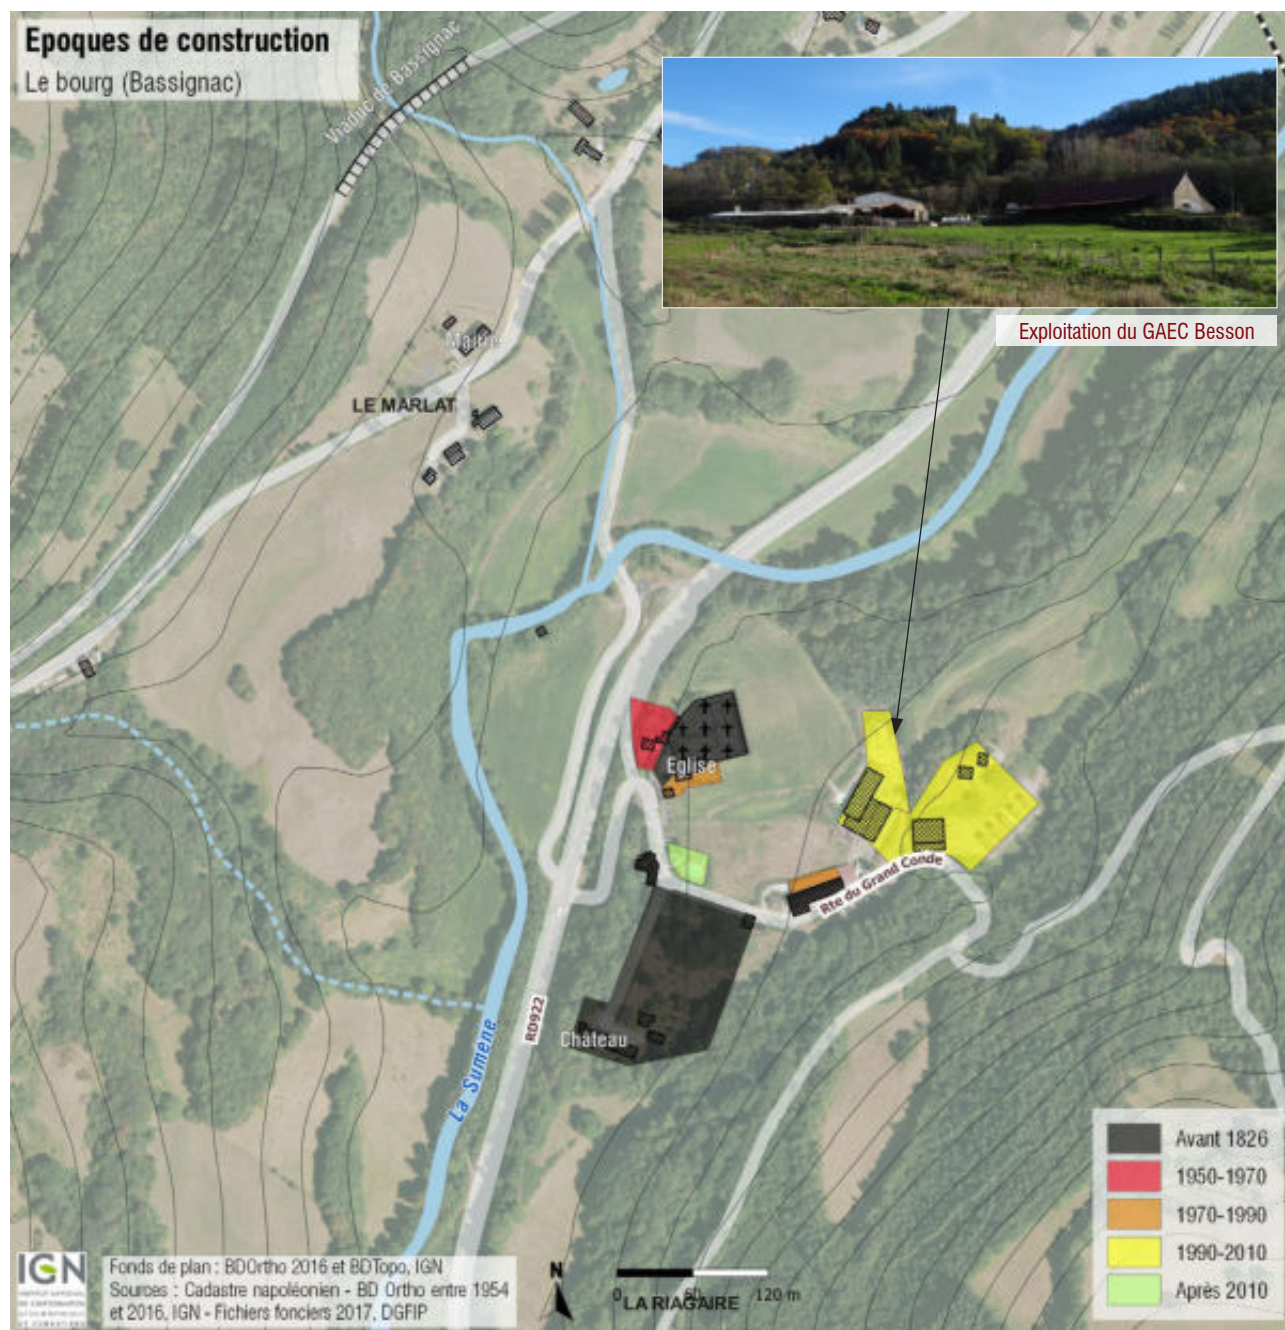 Epoques de construction
Le bourg (Bassignac)
Viaduc de Bassignac
Exploitation du GAEC Besson
Mairie
LE MARLAT
Eglise
Rte du Grand Conde
RD922
Château
La Sumène
Avant 1826
1950-1970
1970-1990
1990-2010
Après 2010
IGN
Fonds de plan : BDOrtho 2016 et BDTopo, IGN
Sources : Cadastre napoléonien - BD Ortho entre 1954
et 2016, IGN - Fichiers fonciers 2017, DGFIP
N
0 60 120 m
LA RIAGAIRE